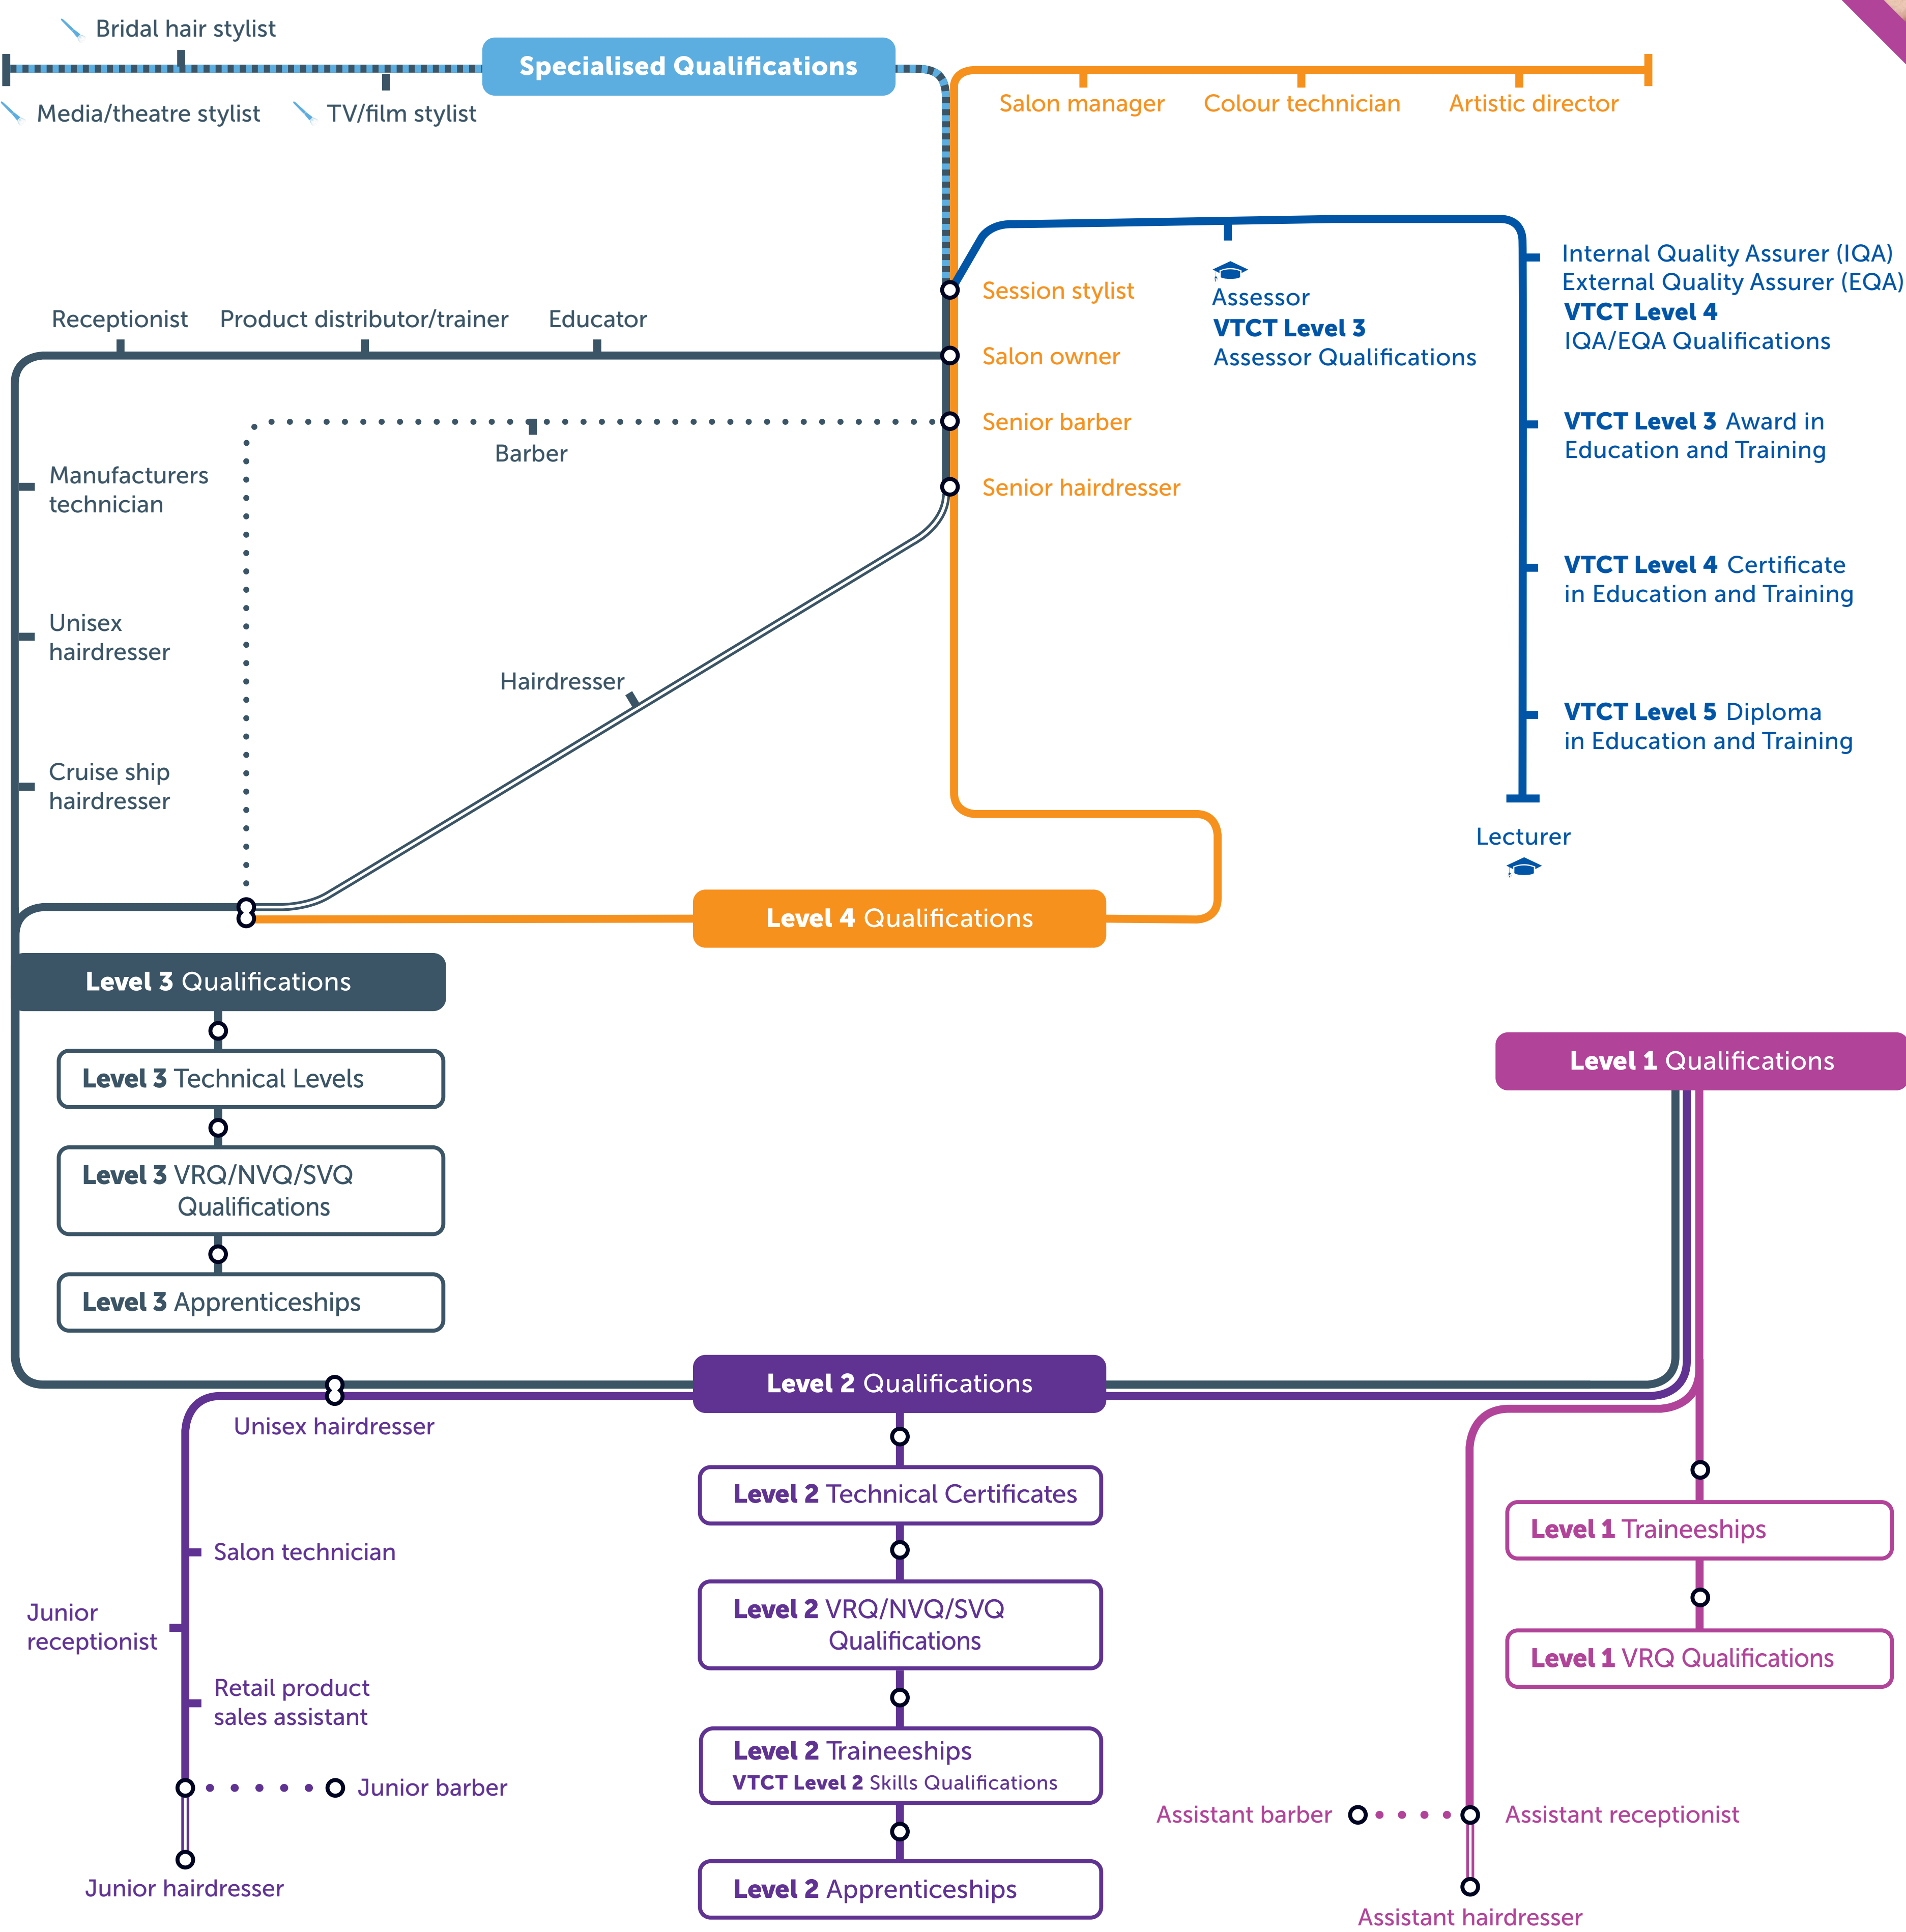 Bridal hair stylist
Specialised Qualifications
Media/theatre stylist
TV/film stylist
Salon manager
Colour technician
Artistic director
Internal Quality Assurer (IQA)
External Quality Assurer (EQA)
VTCT Level 4
IQA/EQA Qualifications
Assessor
VTCT Level 3
Assessor Qualifications
Session stylist
Salon owner
Senior barber
Senior hairdresser
Receptionist
Product distributor/trainer
Educator
Barber
Manufacturers
technician
Unisex
hairdresser
Cruise ship
hairdresser
Hairdresser
VTCT Level 3 Award in
Education and Training
VTCT Level 4 Certificate
in Education and Training
VTCT Level 5 Diploma
in Education and Training
Lecturer
Level 4 Qualifications
Level 3 Qualifications
Level 3 Technical Levels
Level 3 VRQ/NVQ/SVQ
Qualifications
Level 3 Apprenticeships
Level 1 Qualifications
Level 2 Qualifications
Unisex hairdresser
Salon technician
Junior
receptionist
Retail product
sales assistant
Junior barber
Junior hairdresser
Level 2 Technical Certificates
Level 2 VRQ/NVQ/SVQ
Qualifications
Level 2 Traineeships
VTCT Level 2 Skills Qualifications
Level 2 Apprenticeships
Level 1 Traineeships
Level 1 VRQ Qualifications
Assistant barber
Assistant receptionist
Assistant hairdresser